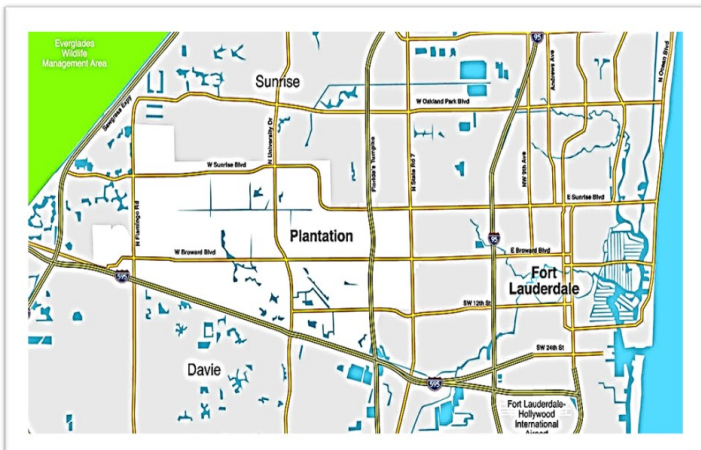 Everglades
Wildlife
Management Area
Sunrise
95
Andrews Ave
N Ocean Blvd
W Oakland Park Blvd
N University Dr
Florida's Turnpike
N State Rd 7
NW 9th Ave
W Sunrise Blvd
E Sunrise Blvd
N Flamingo Rd
Plantation
95
W Broward Blvd
E Broward Blvd
595
Fort
Lauderdale
SW 12th St
SW 24th St
Davie
595
Fort Lauderdale-
Hollywood
International
Airport